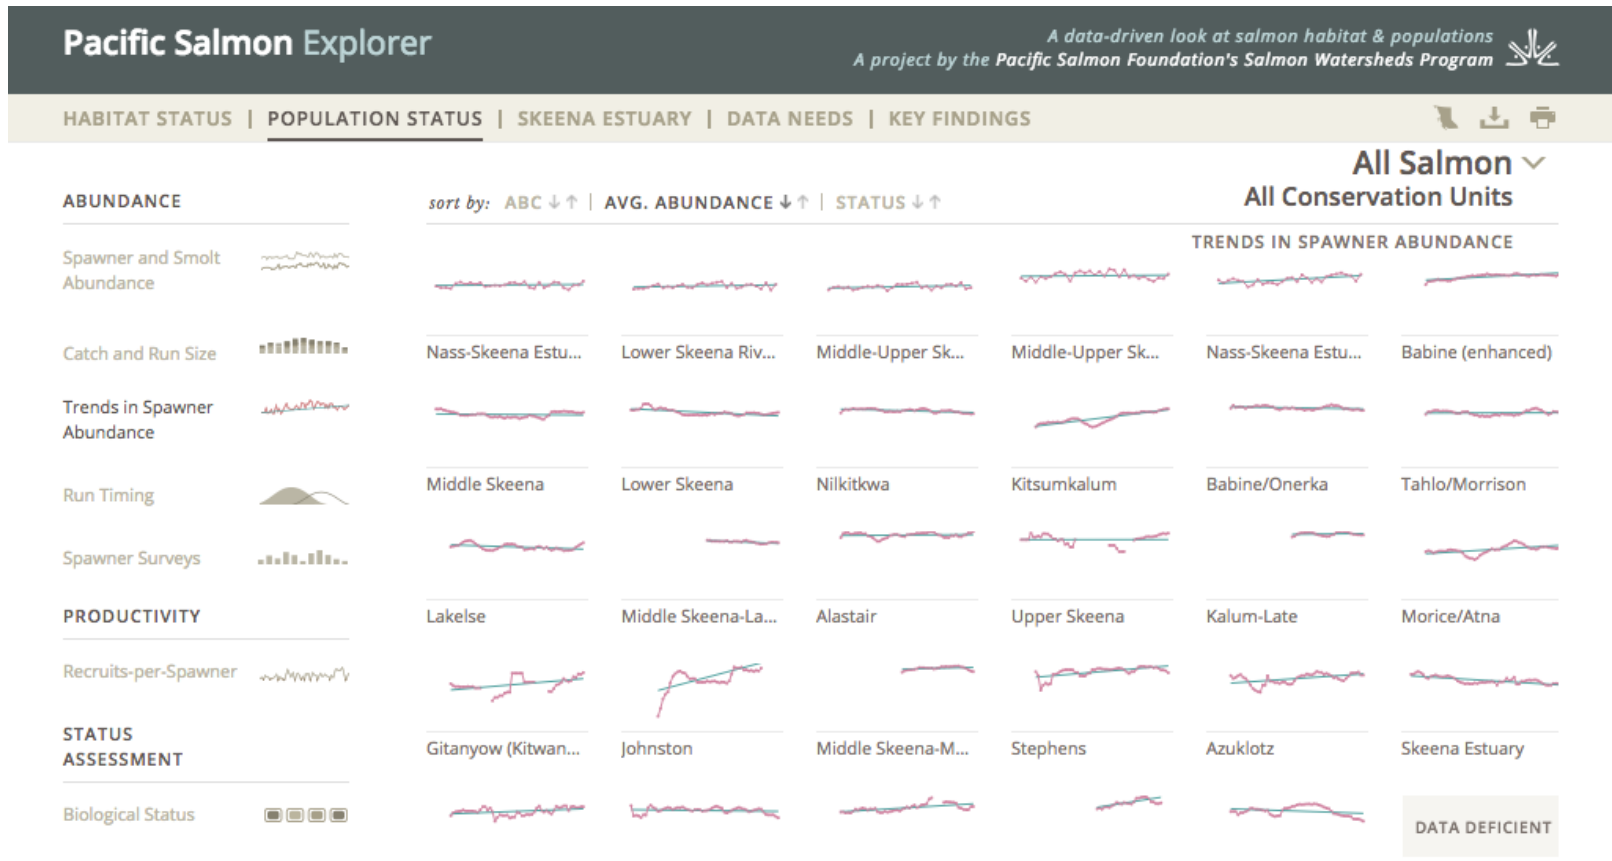 Pacific Salmon Explorer
A data-driven look at salmon habitat & populations
A project by the Pacific Salmon Foundation's Salmon Watersheds Program
HABITAT STATUS | POPULATION STATUS | SKEENA ESTUARY | DATA NEEDS | KEY FINDINGS
All Salmon
All Conservation Units
ABUNDANCE
sort by: ABC ↓↑ | AVG. ABUNDANCE ↓↑ | STATUS ↓↑
TRENDS IN SPAWNER ABUNDANCE
Spawner and Smolt
Abundance
Catch and Run Size
Trends in Spawner
Abundance
Run Timing
Spawner Surveys
PRODUCTIVITY
Recruits-per-Spawner
STATUS
ASSESSMENT
Biological Status
Nass-Skeena Estu... Lower Skeena Riv... Middle-Upper Sk... Middle-Upper Sk... Nass-Skeena Estu... Babine (enhanced)
Middle Skeena Lower Skeena Nilkitkwa Kitsumkalum Babine/Onerka Tahlo/Morrison
Lakelse Middle Skeena-La... Alastair Upper Skeena Kalum-Late Morice/Atna
Gitanyow (Kitwan... Johnston Middle Skeena-M... Stephens Azuklotz Skeena Estuary
DATA DEFICIENT